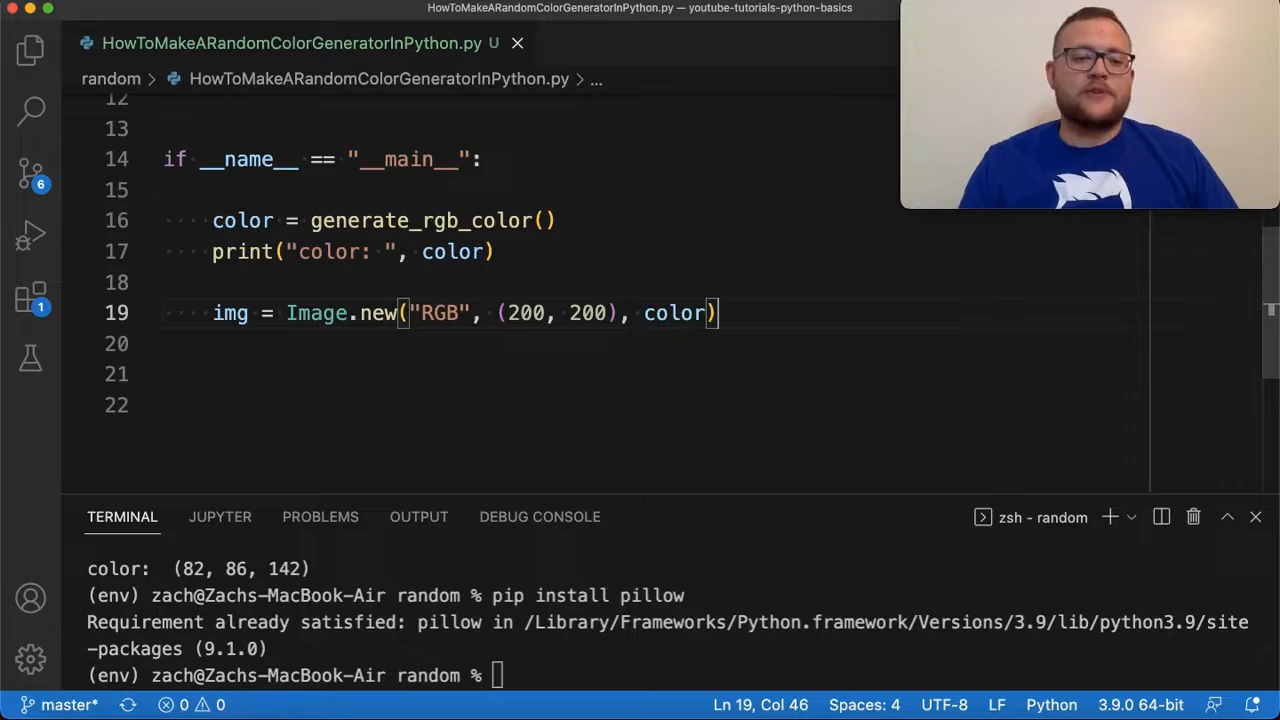 HowToMakeARandomColorGeneratorInPython.py — youtube-tutorials-python-basics
HowToMakeARandomColorGeneratorInPython.py U
random > HowToMakeARandomColorGeneratorInPython.py > ...
12
13
14 if __name__ == "__main__":
15
16 color = generate_rgb_color()
17 print("color: ", color)
18
19 img = Image.new("RGB", (200, 200), color)
20
21
22
6
1
TERMINAL JUPYTER PROBLEMS OUTPUT DEBUG CONSOLE zsh - random
color:  (82, 86, 142)
(env) zach@Zachs-MacBook-Air random % pip install pillow
Requirement already satisfied: pillow in /Library/Frameworks/Python.framework/Versions/3.9/lib/python3.9/site
-packages (9.1.0)
(env) zach@Zachs-MacBook-Air random %
master* 0 0 Ln 19, Col 46 Spaces: 4 UTF-8 LF Python 3.9.0 64-bit